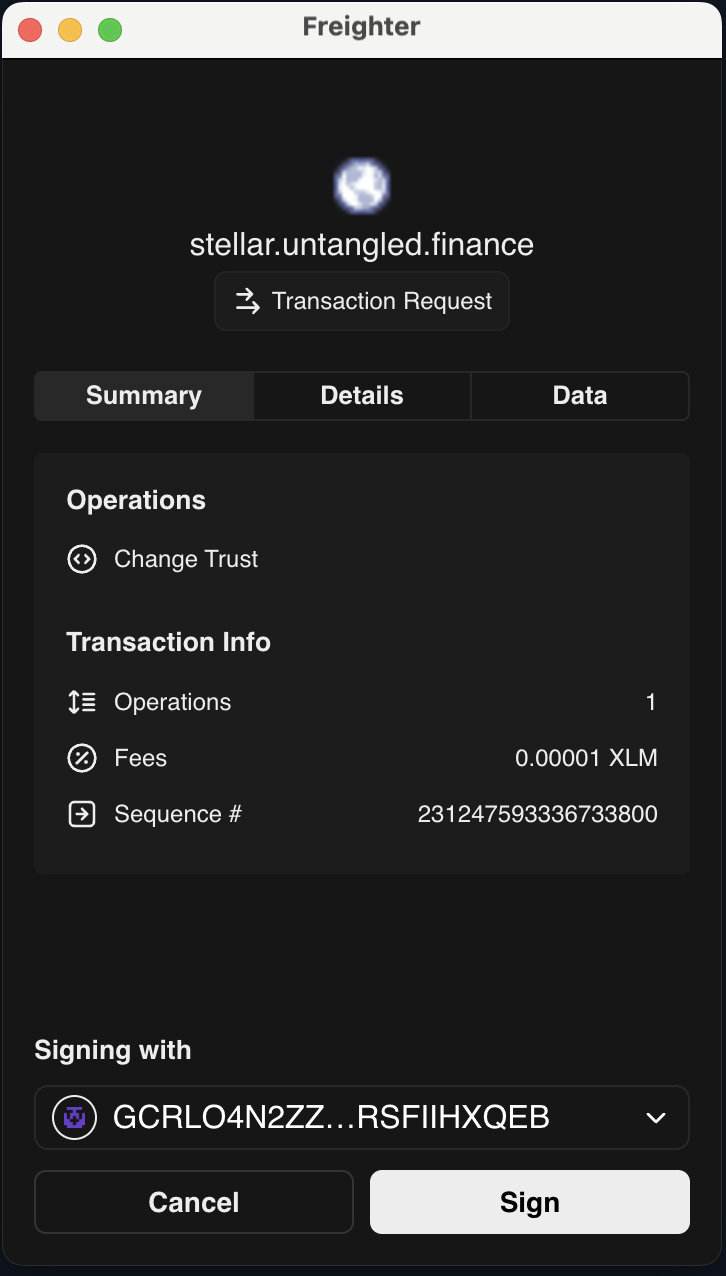 Freighter
stellar.untangled.finance
Transaction Request
Summary Details Data
Operations
Change Trust
Transaction Info
Operations 1
Fees 0.00001 XLM
Sequence # 231247593336733800
Signing with
GCRLO4N2ZZ…RSFIIHXQEB
Cancel Sign